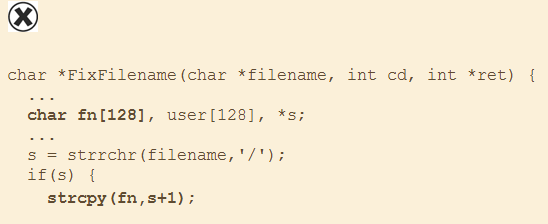 char *FixFilename(char *filename, int cd, int *ret) {
...
char fn[128], user[128], *s;
...
s = strrchr(filename,'/');
if(s) {
strcpy(fn,s+1);